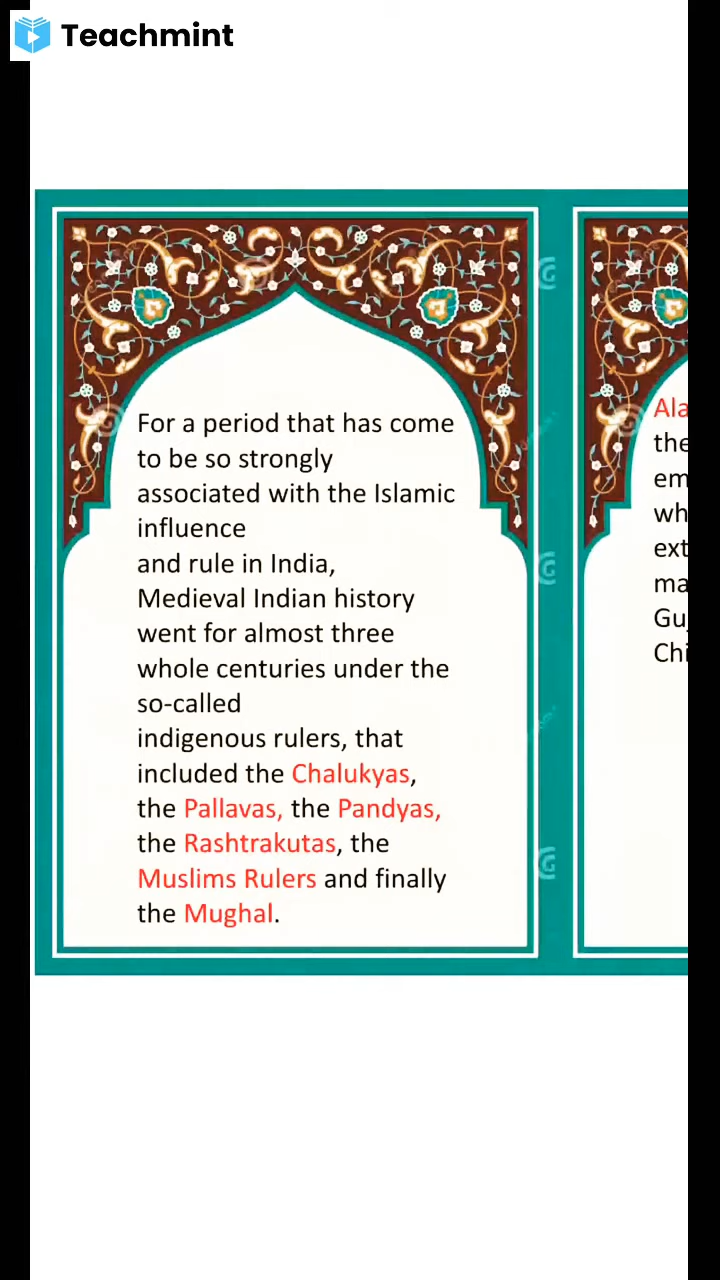 Teachmint
For a period that has come
to be so strongly
associated with the Islamic
influence
and rule in India,
Medieval Indian history
went for almost three
whole centuries under the
so-called
indigenous rulers, that
included the Chalukyas,
the Pallavas, the Pandyas,
the Rashtrakutas, the
Muslims Rulers and finally
the Mughal.
the